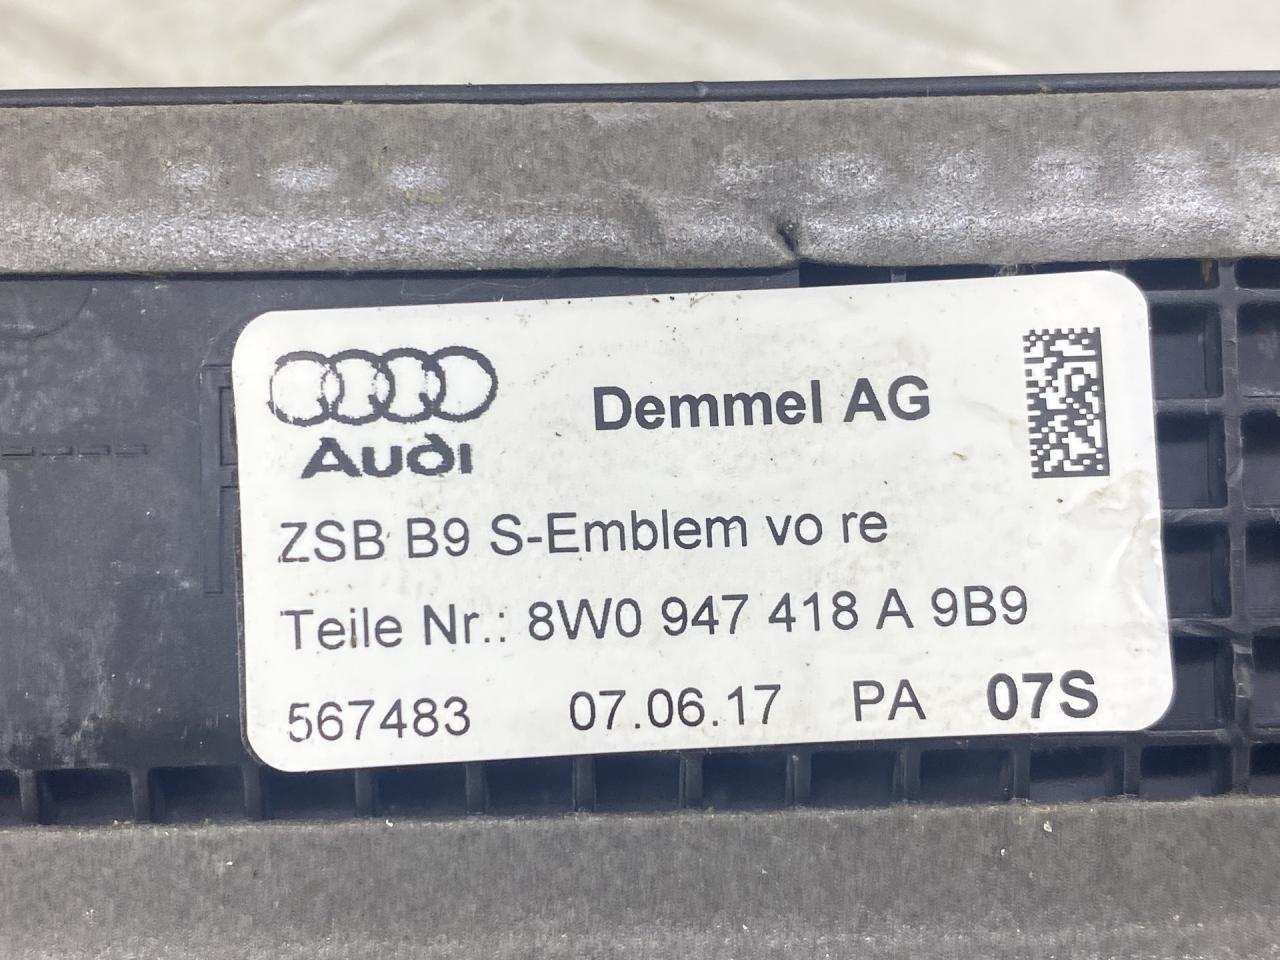 Audi
Demmel AG
ZSB B9 S-Emblem vo re
Teile Nr.: 8W0 947 418 A 9B9
567483 07.06.17 PA 07S